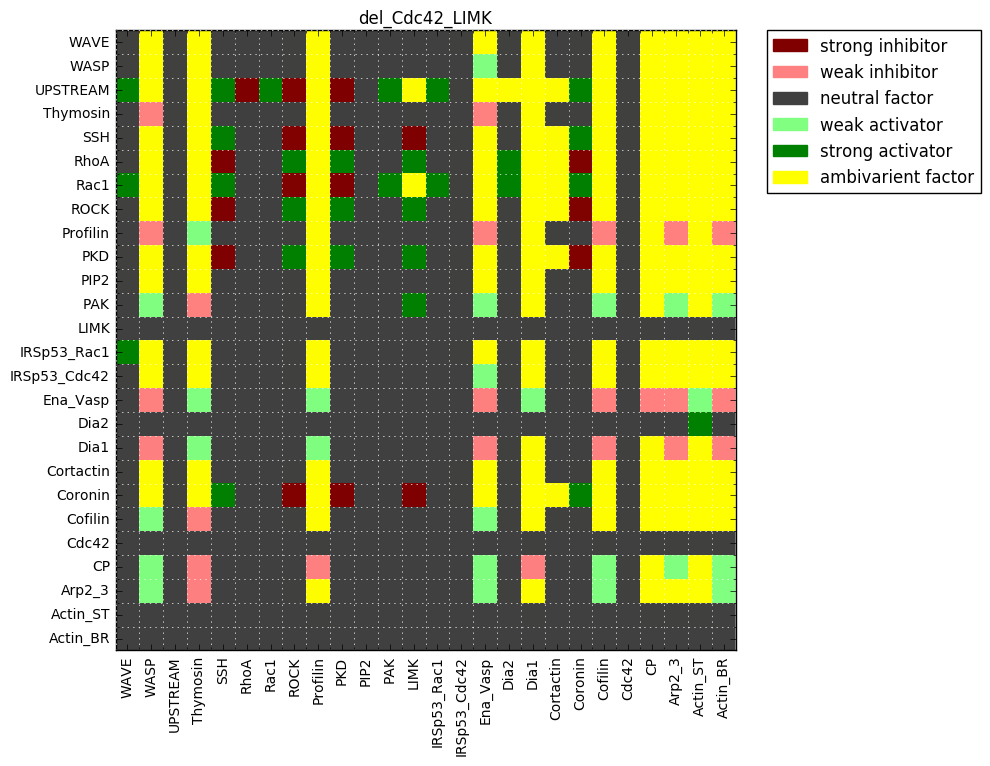 del_Cdc42_LIMK
strong inhibitor
weak inhibitor
neutral factor
weak activator
strong activator
ambivarient factor
WAVE
WASP
UPSTREAM
Thymosin
SSH
RhoA
Rac1
ROCK
Profilin
PKD
PIP2
PAK
LIMK
IRSp53_Rac1
IRSp53_Cdc42
Ena_Vasp
Dia2
Dia1
Cortactin
Coronin
Cofilin
Cdc42
CP
Arp2_3
Actin_ST
Actin_BR
WAVE
WASP
UPSTREAM
Thymosin
SSH
RhoA
Rac1
ROCK
Profilin
PKD
PIP2
PAK
LIMK
IRSp53_Rac1
IRSp53_Cdc42
Ena_Vasp
Dia2
Dia1
Cortactin
Coronin
Cofilin
Cdc42
CP
Arp2_3
Actin_ST
Actin_BR